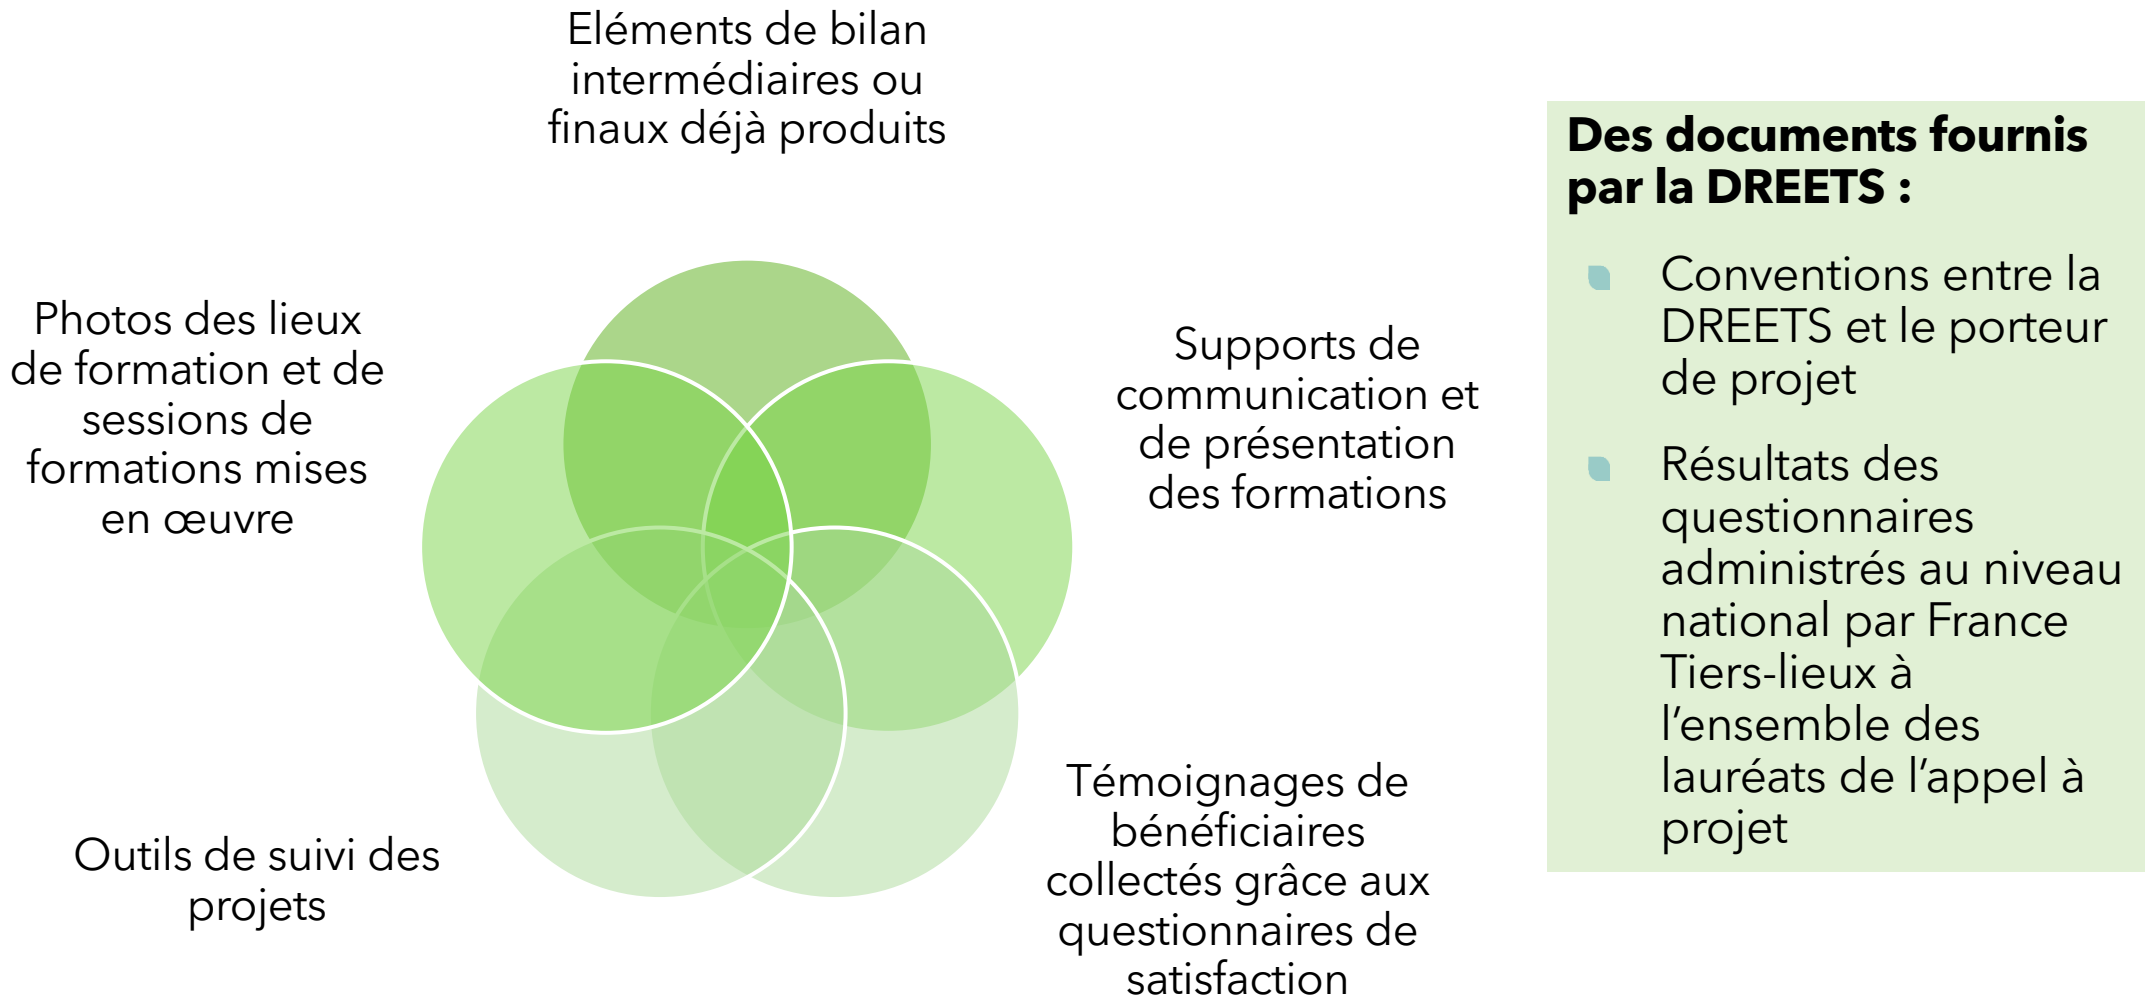 Eléments de bilan
intermédiaires ou
finaux déjà produits
Photos des lieux
de formation et de
sessions de
formations mises
en œuvre
Supports de
communication et
de présentation
des formations
Outils de suivi des
projets
Témoignages de
bénéficiaires
collectés grâce aux
questionnaires de
satisfaction
Des documents fournis
par la DREETS :
Conventions entre la
DREETS et le porteur
de projet
Résultats des
questionnaires
administrés au niveau
national par France
Tiers-lieux à
l’ensemble des
lauréats de l’appel à
projet